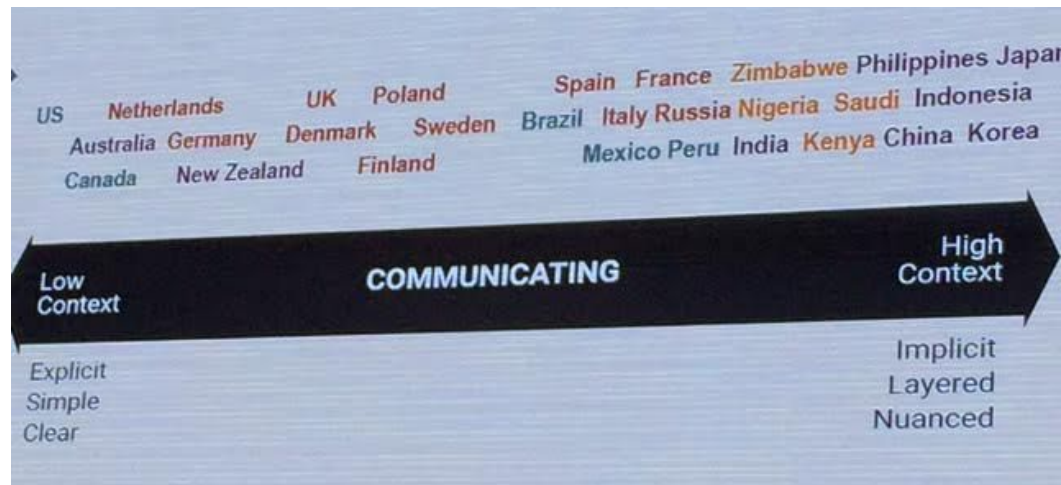 US Netherlands UK Poland Spain France Zimbabwe Philippines Japan
Australia Germany Denmark Sweden Brazil Italy Russia Nigeria Saudi Indonesia
Canada New Zealand Finland Mexico Peru India Kenya China Korea
Low Context
COMMUNICATING
High Context
Explicit
Simple
Clear
Implicit
Layered
Nuanced